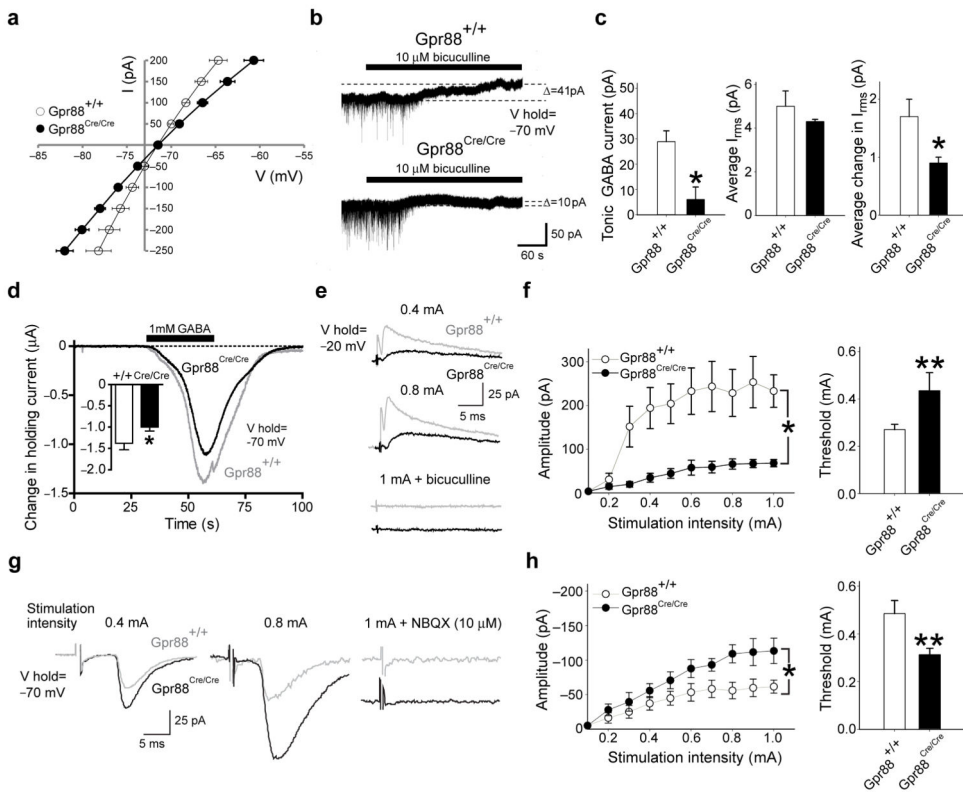 a
I (pA)
200
150
100
50
−50
−100
−150
−200
−250
−85
−80
−75
−70
−65
−60
−55
V (mV)
Gpr88+/+
Gpr88Cre/Cre
b
Gpr88+/+
10 μM bicuculline
Δ=41pA
V hold=
−70 mV
Gpr88Cre/Cre
10 μM bicuculline
Δ=10pA
50 pA
60 s
c
Tonic GABA current (pA)
60
50
40
30
20
10
0
*
Gpr88+/+
Gpr88Cre/Cre
Average Irms (pA)
6
4
2
0
Gpr88+/+
Gpr88Cre/Cre
Average change in Irms (pA)
2
1
0
*
Gpr88+/+
Gpr88Cre/Cre
d
Change in holding current (μA)
0
−0.5
−1.0
−1.5
1mM GABA
Gpr88Cre/Cre
+/+ Cre/Cre
0
−0.5
−1.0
−1.5
−2.0
*
V hold=
-70mV
Gpr88+/+
0 25 50 75 100
Time (s)
e
0.4 mA
V hold=
−20 mV
Gpr88+/+
Gpr88Cre/Cre
0.8 mA
25 pA
5 ms
1 mA + bicuculline
f
Amplitude (pA)
300
200
100
0
Gpr88+/+
Gpr88Cre/Cre
*
0.2 0.4 0.6 0.8 1.0
Stimulation intensity (mA)
Threshold (mA)
0.6
0.4
0.2
0.0
**
Gpr88+/+
Gpr88Cre/Cre
g
Stimulation
intensity
0.4 mA
0.8 mA
1 mA + NBQX (10 μM)
Gpr88+/+
V hold=
−70 mV
Gpr88Cre/Cre
25 pA
5 ms
h
Amplitude (pA)
−200
−150
−100
−50
0
Gpr88+/+
Gpr88Cre/Cre
*
0.2 0.4 0.6 0.8 1.0
Stimulation intensity (mA)
Threshold (mA)
0.6
0.4
0.2
0.0
**
Gpr88+/+
Gpr88Cre/Cre